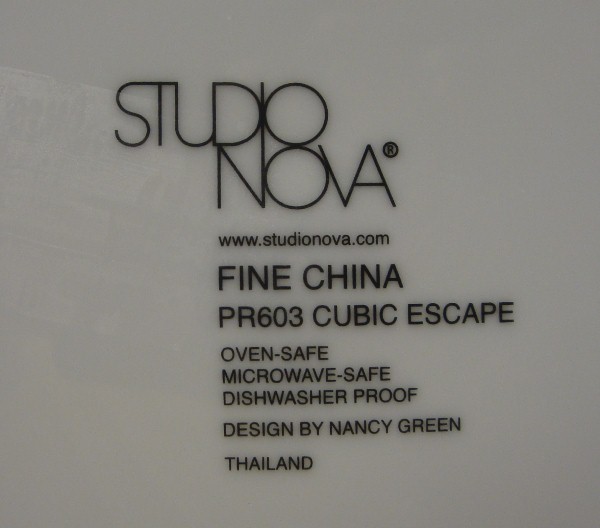 STUDIO
NOVA®
www.studionova.com
FINE CHINA
PR603 CUBIC ESCAPE
OVEN-SAFE
MICROWAVE-SAFE
DISHWASHER PROOF
DESIGN BY NANCY GREEN
THAILAND